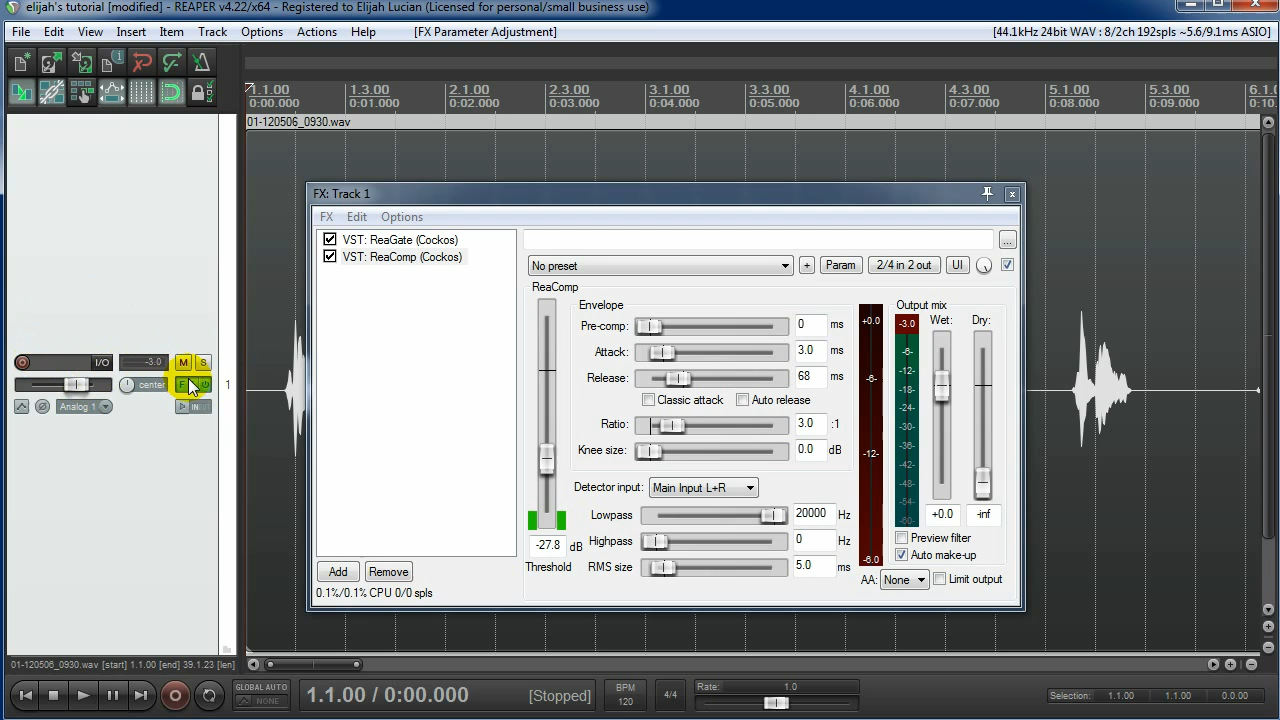 elijah's tutorial [modified] - REAPER v4.22/x64 - Registered to Elijah Lucian (Licensed for personal/small business use)
File Edit View Insert Item Track Options Actions Help [FX Parameter Adjustment] [44.1kHz 24bit WAV : 8/2ch 192spls ~5.6/9.1ms ASIO]
1.1.00 1.3.00 2.1.00 2.3.00 3.1.00 3.3.00 4.1.00 4.3.00 5.1.00 5.3.00 6.1.0
0:00.000 0:01.000 0:02.000 0:03.000 0:04.000 0:05.000 0:06.000 0:07.000 0:08.000 0:09.000 0:10.
01-120506_0930.wav
FX: Track 1
FX Edit Options
VST: ReaGate (Cockos)
VST: ReaComp (Cockos)
...
No preset + Param 2/4 in 2 out UI
ReaComp
Envelope
Pre-comp: 0 ms
Attack: 3.0 ms
Release: 68 ms
Classic attack Auto release
Ratio: 3.0 :1
Knee size: 0.0 dB
Detector input: Main Input L+R
Lowpass 20000 Hz
Highpass 0 Hz
RMS size 5.0 ms
-27.8 dB
Threshold
+0.0
-6-
-12-
-6.0
Output mix
Wet: Dry:
-3.0
-6-
-12-
-18-
-24-
-30-
-36-
-42-
-48-
-54-
-60-
+0.0 -inf
Preview filter
Auto make-up
AA: None Limit output
Add Remove
0.1%/0.1% CPU 0/0 spls
I/O -3.0 M S
center F 1
Analog 1 IN
01-120506_0930.wav [start] 1.1.00 [end] 39.1.23 [len]
GLOBAL AUTO
NONE
1.1.00 / 0:00.000 [Stopped]
BPM
120
4/4
Rate: 1.0
Selection: 1.1.00 1.1.00 0.0.00